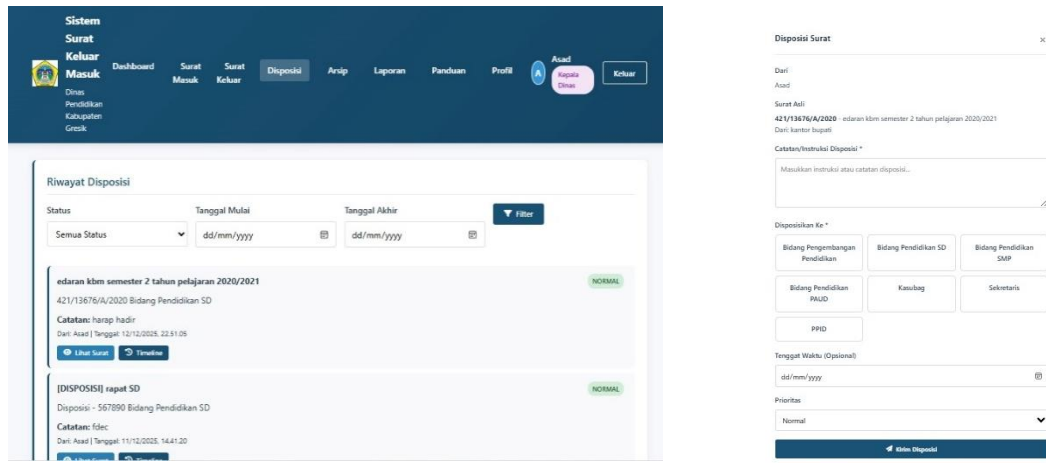 Sistem
Surat
Keluar
Masuk
Dinas
Pendidikan
Kabupaten
Gresik
Dashboard
Surat
Masuk
Surat
Keluar
Disposisi
Arsip
Laporan
Panduan
Profil
A
Asad
Kepala
Dinas
Keluar
Riwayat Disposisi
Status
Tanggal Mulai
Tanggal Akhir
Semua Status
dd/mm/yyyy
dd/mm/yyyy
Filter
edaran kbm semester 2 tahun pelajaran 2020/2021
NORMAL
421/13676/A/2020 Bidang Pendidikan SD
Catatan: harap hadir
Dari: Asad | Tanggal: 12/12/2025, 22.51.05
Lihat Surat
Timeline
[DISPOSISI] rapat SD
NORMAL
Disposisi - 567890 Bidang Pendidikan SD
Catatan: fdec
Dari: Asad | Tanggal: 11/12/2025, 14.41.20
Disposisi Surat
×
Dari
Asad
Surat Asli
421/13676/A/2020 - edaran kbm semester 2 tahun pelajaran 2020/2021
Dari: kantor bupati
Catatan/Instruksi Disposisi *
Masukkan instruksi atau catatan disposisi...
Disposisikan Ke *
Bidang Pengembangan
Pendidikan
Bidang Pendidikan SD
Bidang Pendidikan
SMP
Bidang Pendidikan
PAUD
Kasubag
Sekretaris
PPID
Tenggat Waktu (Opsional)
dd/mm/yyyy
Prioritas
Normal
Kirim Disposisi